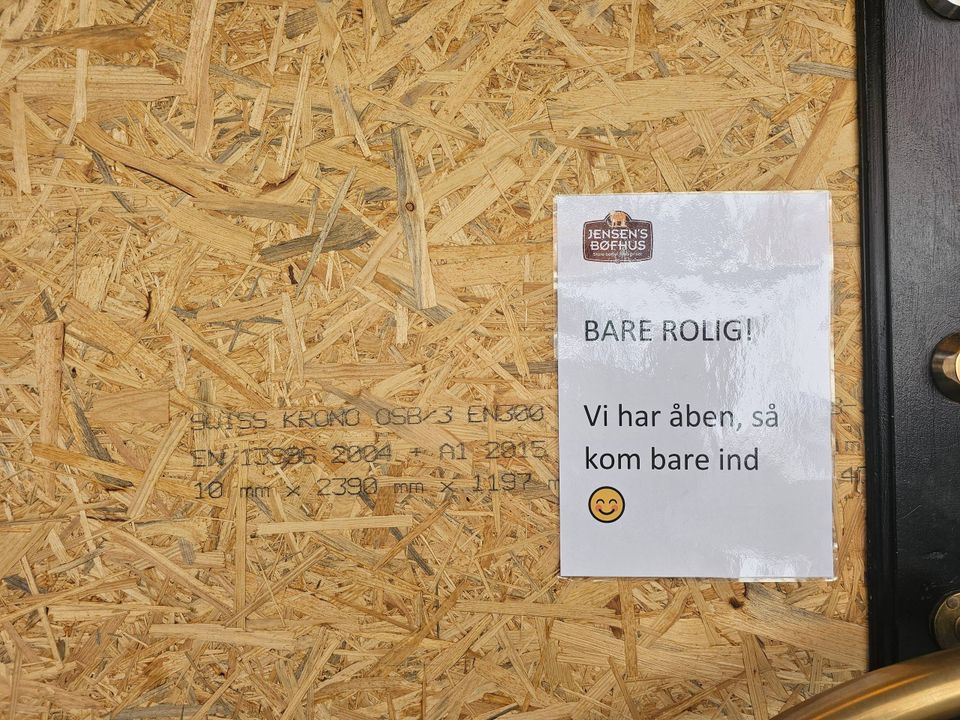 JENSEN'S
BØFHUS
BARE ROLIG!
Vi har åben, så
kom bare ind
😊
SWISS KRONO OSB/3 EN300
EN 13986 2004 + A1 2015
10 mm x 2390 mm x 1197 m